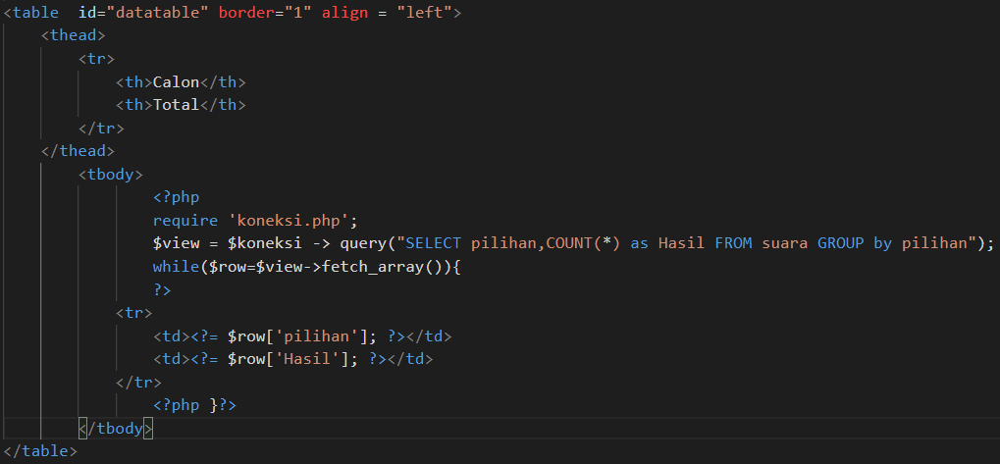 <table  id="datatable" border="1" align = "left">
<thead>
<tr>
<th>Calon</th>
<th>Total</th>
</tr>
</thead>
<tbody>
<?php
require 'koneksi.php';
$view = $koneksi -> query("SELECT pilihan,COUNT(*) as Hasil FROM suara GROUP by pilihan");
while($row=$view->fetch_array()){
?>
<tr>
<td><?= $row['pilihan']; ?></td>
<td><?= $row['Hasil']; ?></td>
</tr>
<?php }?>
</tbody>
</table>